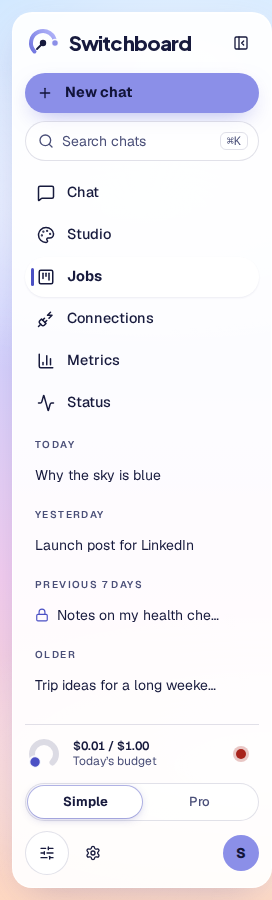 Switchboard
New chat
Search chats ⌘K
Chat
Studio
Jobs
Connections
Metrics
Status
TODAY
Why the sky is blue
YESTERDAY
Launch post for LinkedIn
PREVIOUS 7 DAYS
Notes on my health che...
OLDER
Trip ideas for a long weeke...
$0.01 / $1.00
Today's budget
Simple Pro
S